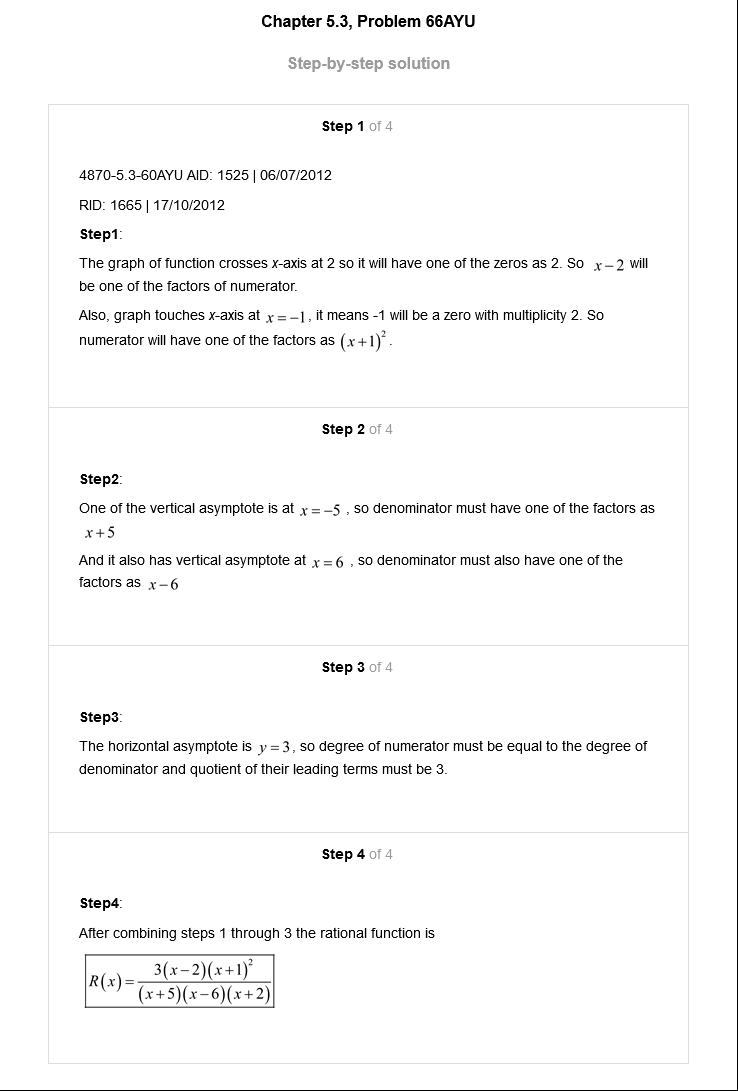 Chapter 5.3, Problem 66AYU
Step-by-step solution
Step 1 of 4
4870-5.3-60AYU AID: 1525 | 06/07/2012
RID: 1665 | 17/10/2012
Step1:
The graph of function crosses x-axis at 2 so it will have one of the zeros as 2. So x−2 will
be one of the factors of numerator.
Also, graph touches x-axis at x=−1, it means -1 will be a zero with multiplicity 2. So
numerator will have one of the factors as (x+1)².
Step 2 of 4
Step2:
One of the vertical asymptote is at x=−5 , so denominator must have one of the factors as
x+5
And it also has vertical asymptote at x=6 , so denominator must also have one of the
factors as x−6
Step 3 of 4
Step3:
The horizontal asymptote is y=3, so degree of numerator must be equal to the degree of
denominator and quotient of their leading terms must be 3.
Step 4 of 4
Step4:
After combining steps 1 through 3 the rational function is
R(x)= 3(x−2)(x+1)² / (x+5)(x−6)(x+2)